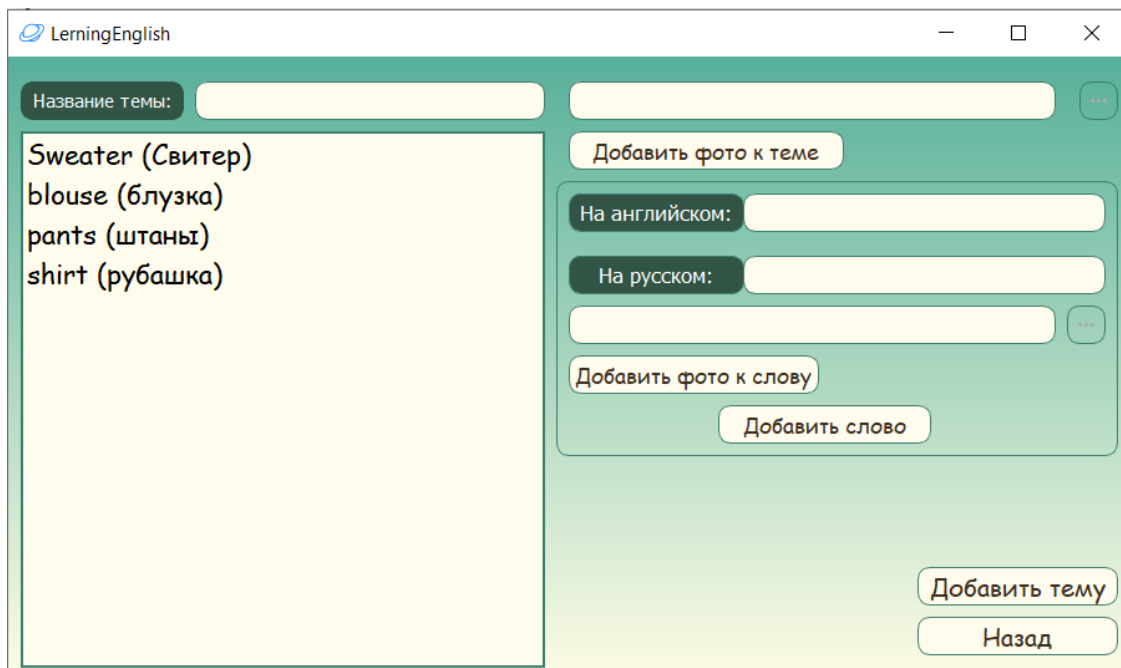 LerningEnglish
Название темы:
Sweater (Свитер)
blouse (блузка)
pants (штаны)
shirt (рубашка)
...
Добавить фото к теме
На английском:
На русском:
...
Добавить фото к слову
Добавить слово
Добавить тему
Назад